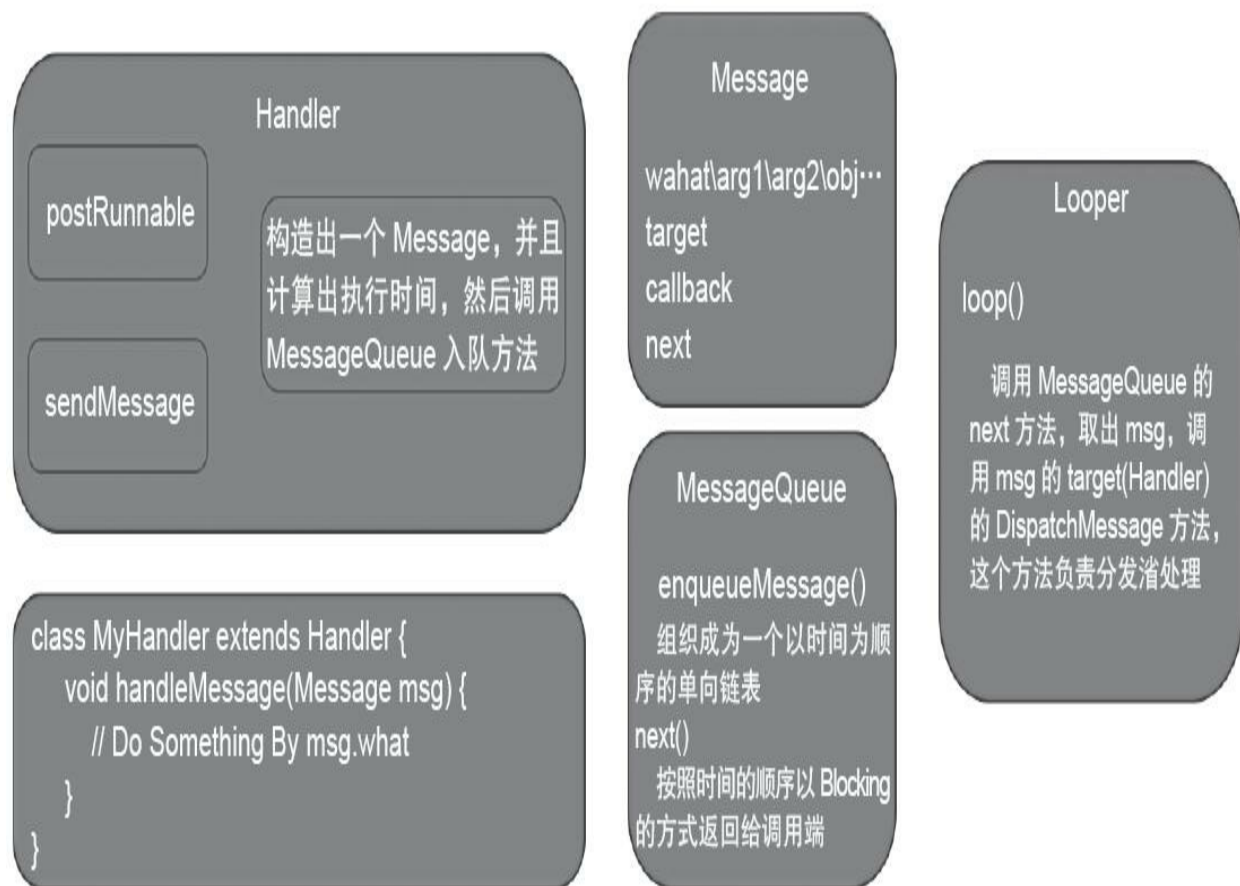 Handler
postRunnable
sendMessage
构造出一个 Message，并且
计算出执行时间，然后调用
MessageQueue 入队方法
class MyHandler extends Handler {
void handleMessage(Message msg) {
// Do Something By msg.what
}
}
Message
wahat\arg1\arg2\obj…
target
callback
next
MessageQueue
enqueueMessage()
组织成为一个以时间为顺
序的单向链表
next()
按照时间的顺序以 Blocking
的方式返回给调用端
Looper
loop()
调用 MessageQueue 的
next 方法，取出 msg，调
用 msg 的 target(Handler)
的 DispatchMessage 方法，
这个方法负责分发渻处理